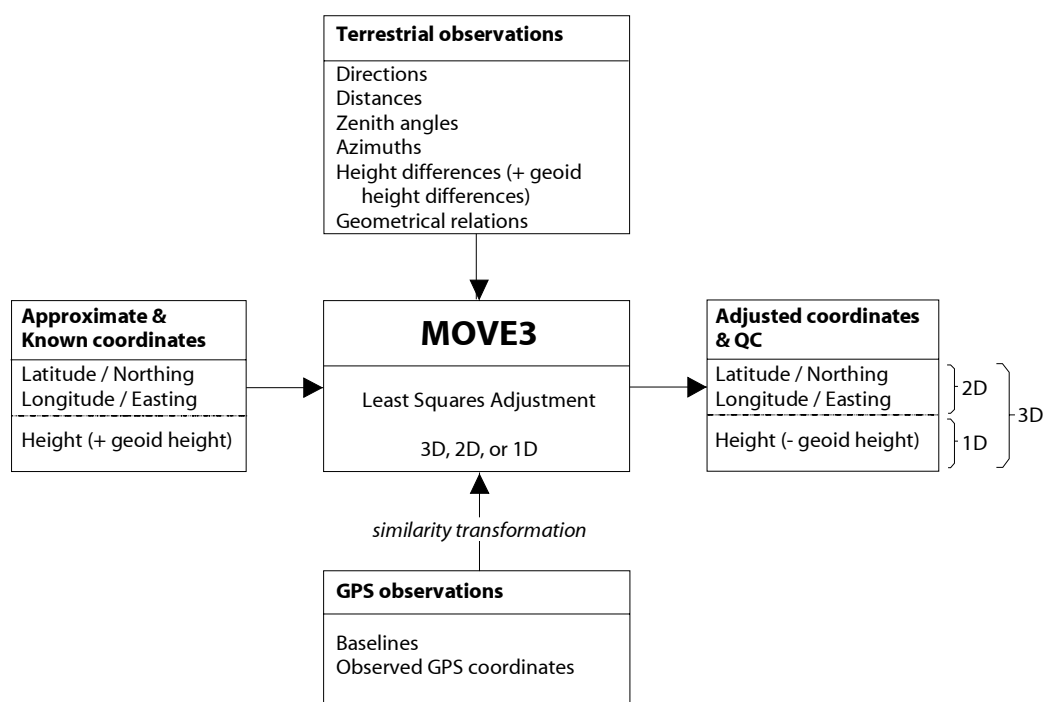 Terrestrial observations
Directions
Distances
Zenith angles
Azimuths
Height differences (+ geoid
height differences)
Geometrical relations
Approximate &
Known coordinates
Latitude / Northing
Longitude / Easting
Height (+ geoid height)
MOVE3
Least Squares Adjustment
3D, 2D, or 1D
Adjusted coordinates
& QC
Latitude / Northing
Longitude / Easting
Height (- geoid height)
2D
1D
3D
similarity transformation
GPS observations
Baselines
Observed GPS coordinates